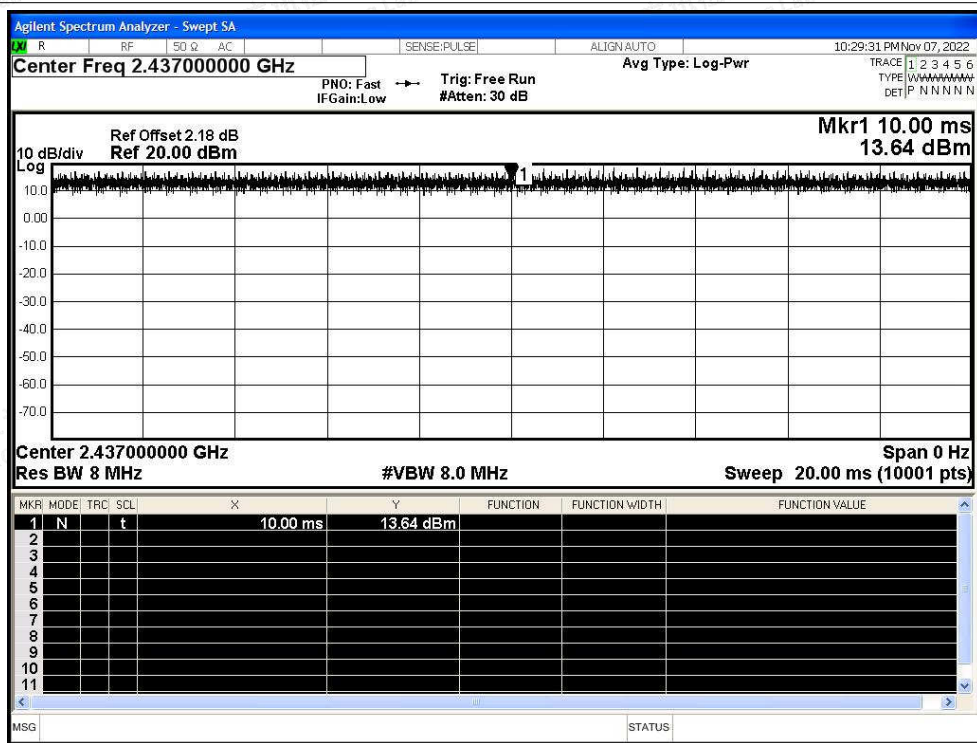 Agilent Spectrum Analyzer - Swept SA
LXI R RF 50 Ω AC SENSE:PULSE ALIGN AUTO 10:29:31 PM Nov 07, 2022
Center Freq 2.437000000 GHz
Avg Type: Log-Pwr
TRACE 1 2 3 4 5 6
PNO: Fast
Trig: Free Run
TYPE WWWWWW
IFGain:Low
#Atten: 30 dB
DET P N N N N N
Ref Offset 2.18 dB
Mkr1 10.00 ms
10 dB/div Ref 20.00 dBm
13.64 dBm
Log
1
10.0
0.00
-10.0
-20.0
-30.0
-40.0
-50.0
-60.0
-70.0
Center 2.437000000 GHz Span 0 Hz
Res BW 8 MHz #VBW 8.0 MHz Sweep 20.00 ms (10001 pts)
MKR MODE TRC SCL X Y FUNCTION FUNCTION WIDTH FUNCTION VALUE
1 N t 10.00 ms 13.64 dBm
2
3
4
5
6
7
8
9
10
11
MSG STATUS